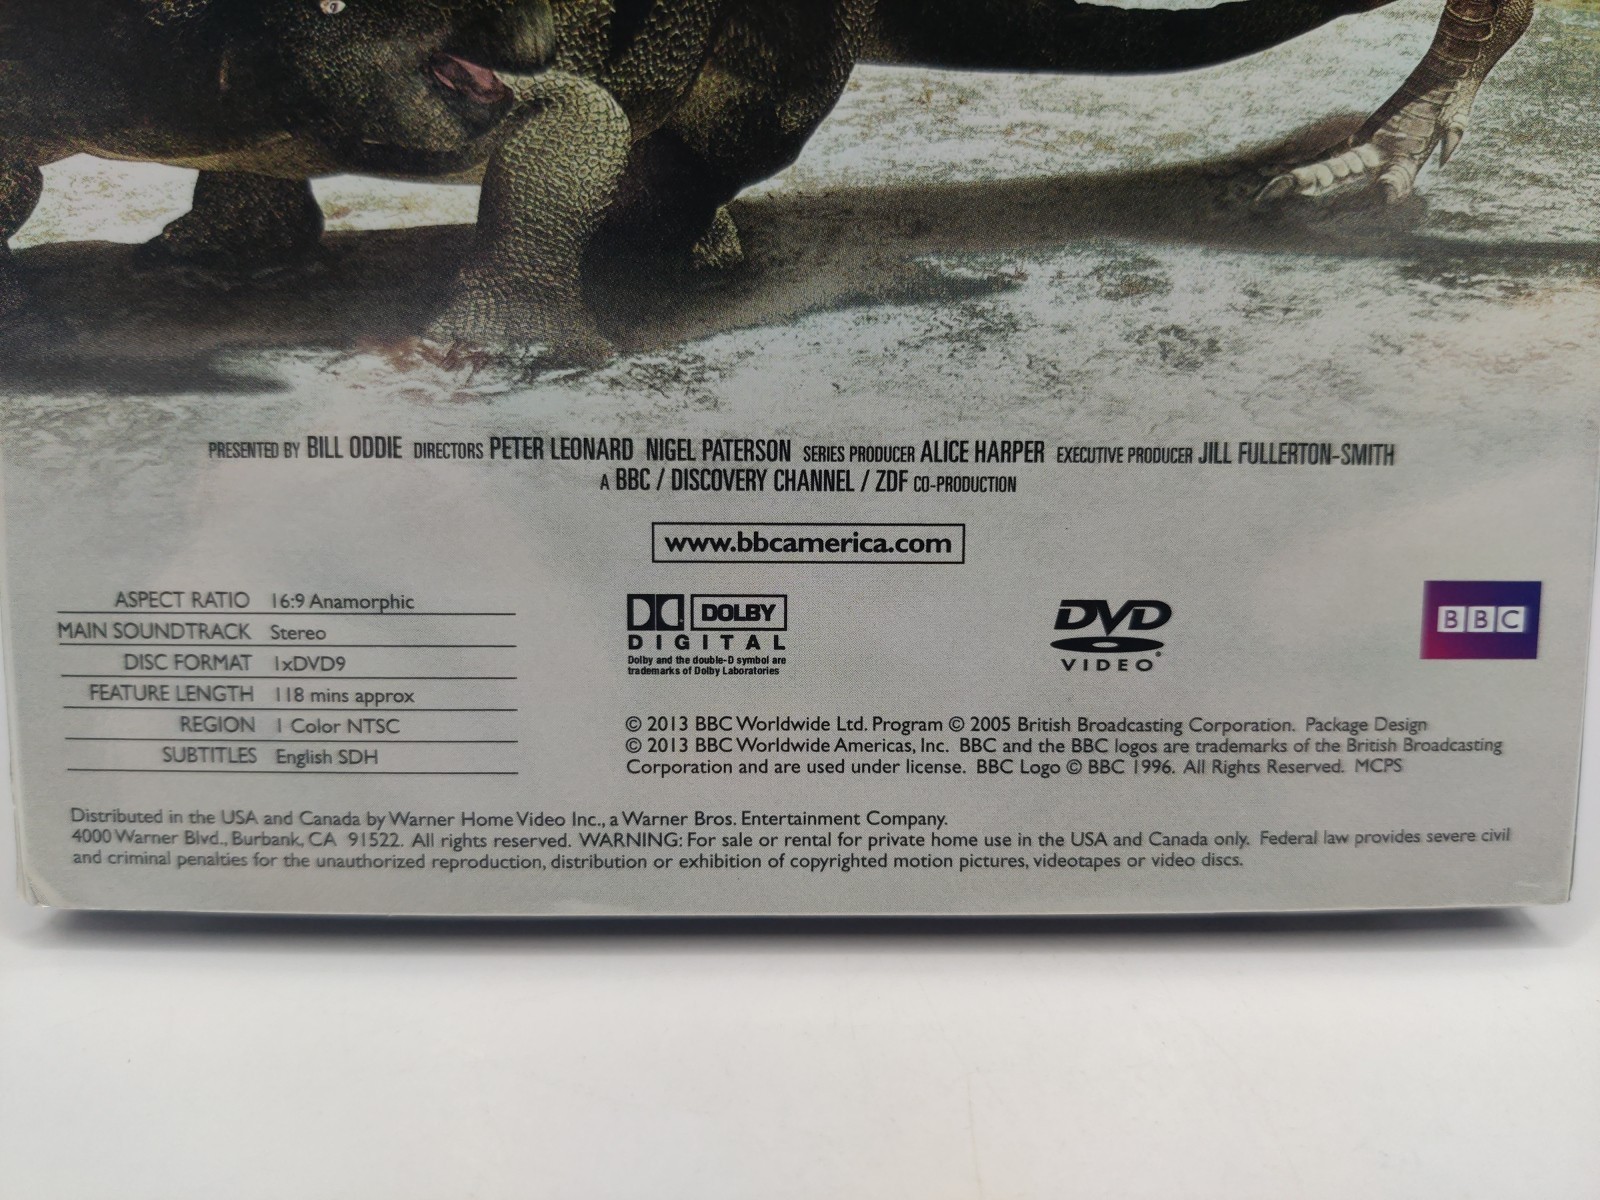 PRESENTED BY BILL ODDIE DIRECTORS PETER LEONARD NIGEL PATERSON SERIES PRODUCER ALICE HARPER EXECUTIVE PRODUCER JILL FULLERTON-SMITH
A BBC / DISCOVERY CHANNEL / ZDF CO-PRODUCTION
www.bbcamerica.com
ASPECT RATIO 16:9 Anamorphic
MAIN SOUNDTRACK Stereo
DISC FORMAT 1xDVD9
FEATURE LENGTH 118 mins approx
REGION 1 Color NTSC
SUBTITLES English SDH
DOLBY
DIGITAL
Dolby and the double-D symbol are
trademarks of Dolby Laboratories
DVD
VIDEO
BBC
© 2013 BBC Worldwide Ltd. Program © 2005 British Broadcasting Corporation. Package Design
© 2013 BBC Worldwide Americas, Inc. BBC and the BBC logos are trademarks of the British Broadcasting
Corporation and are used under license. BBC Logo © BBC 1996. All Rights Reserved. MCPS
Distributed in the USA and Canada by Warner Home Video Inc., a Warner Bros. Entertainment Company.
4000 Warner Blvd., Burbank, CA 91522. All rights reserved. WARNING: For sale or rental for private home use in the USA and Canada only. Federal law provides severe civil
and criminal penalties for the unauthorized reproduction, distribution or exhibition of copyrighted motion pictures, videotapes or video discs.